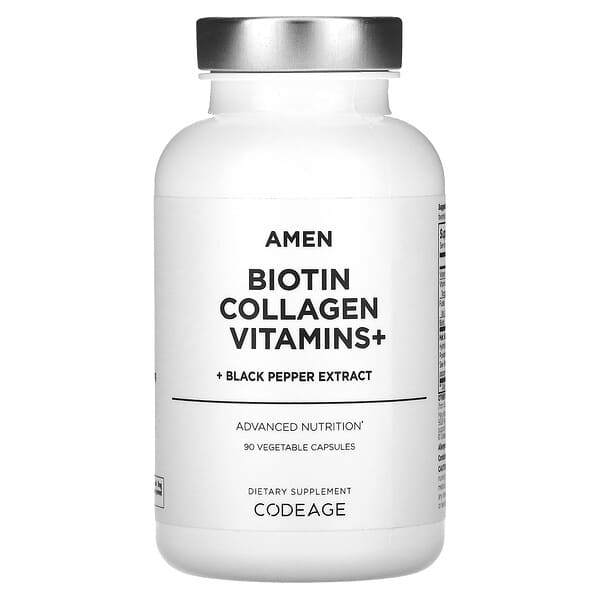 AMEN
BIOTIN
COLLAGEN
VITAMINS+
+ BLACK PEPPER EXTRACT
ADVANCED NUTRITION*
90 VEGETABLE CAPSULES
DIETARY SUPPLEMENT
CODEAGE